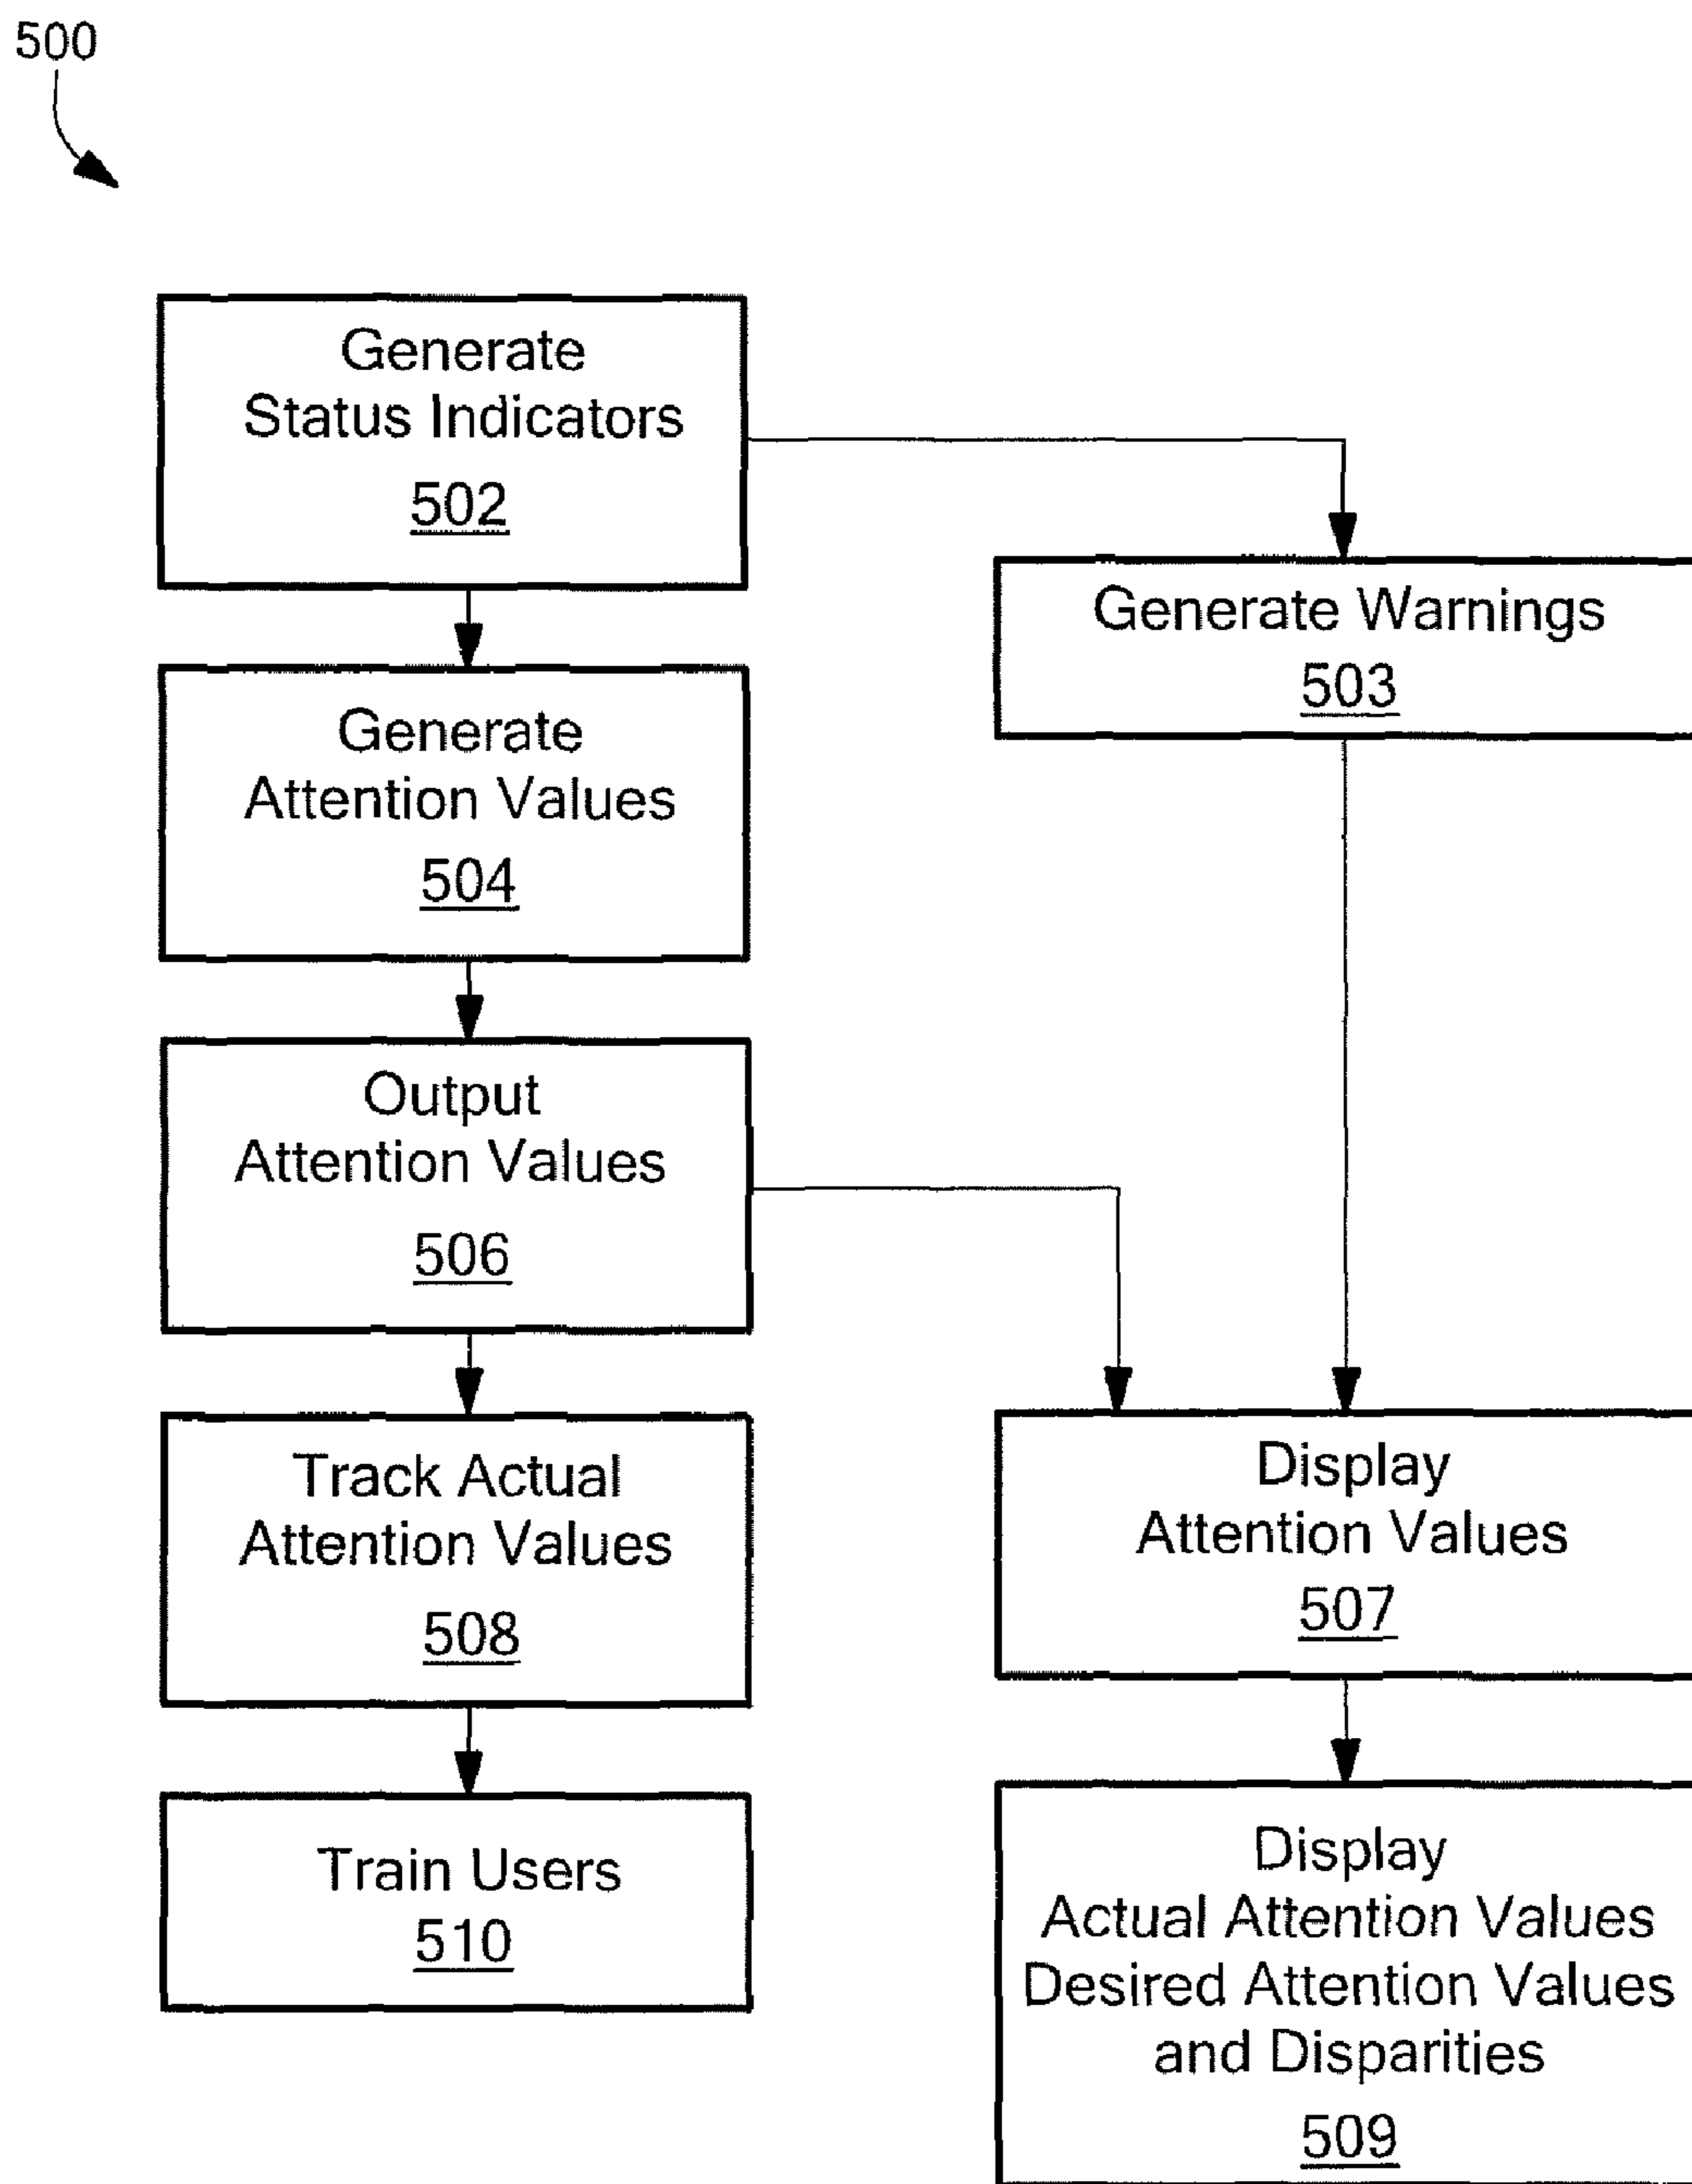 500
Generate
Status Indicators
502
Generate Warnings
503
Generate
Attention Values
504
Output
Attention Values
506
Track Actual
Attention Values
508
Display
Attention Values
507
Train Users
510
Display
Actual Attention Values
Desired Attention Values
and Disparities
509